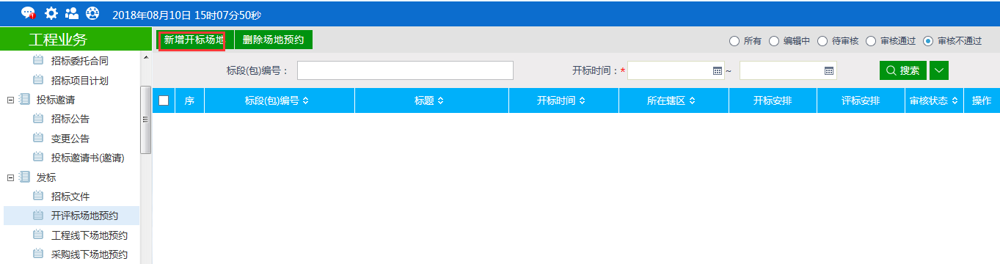 2018年08月10日 15时07分50秒
工程业务
招标委托合同
招标项目计划
投标邀请
招标公告
变更公告
投标邀请书(邀请)
发标
招标文件
开评标场地预约
工程线下场地预约
采购线下场地预约
新增开标场地 删除场地预约 所有 编辑中 待审核 审核通过 审核不通过
标段(包)编号： 开标时间：* ~ 搜索
序 标段(包)编号 标题 开标时间 所在辖区 开标安排 评标安排 审核状态 操作